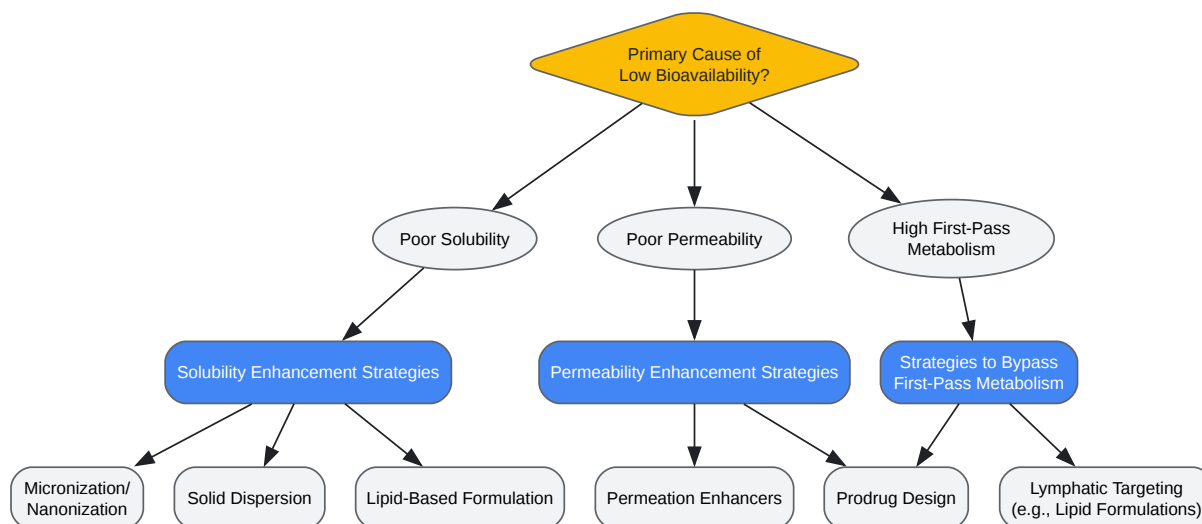 Primary Cause of
Low Bioavailability?
Poor Solubility
Poor Permeability
High First-Pass
Metabolism
Solubility Enhancement Strategies
Permeability Enhancement Strategies
Strategies to Bypass
First-Pass Metabolism
Micronization/
Nanonization
Solid Dispersion
Lipid-Based Formulation
Permeation Enhancers
Prodrug Design
Lymphatic Targeting
(e.g., Lipid Formulations)